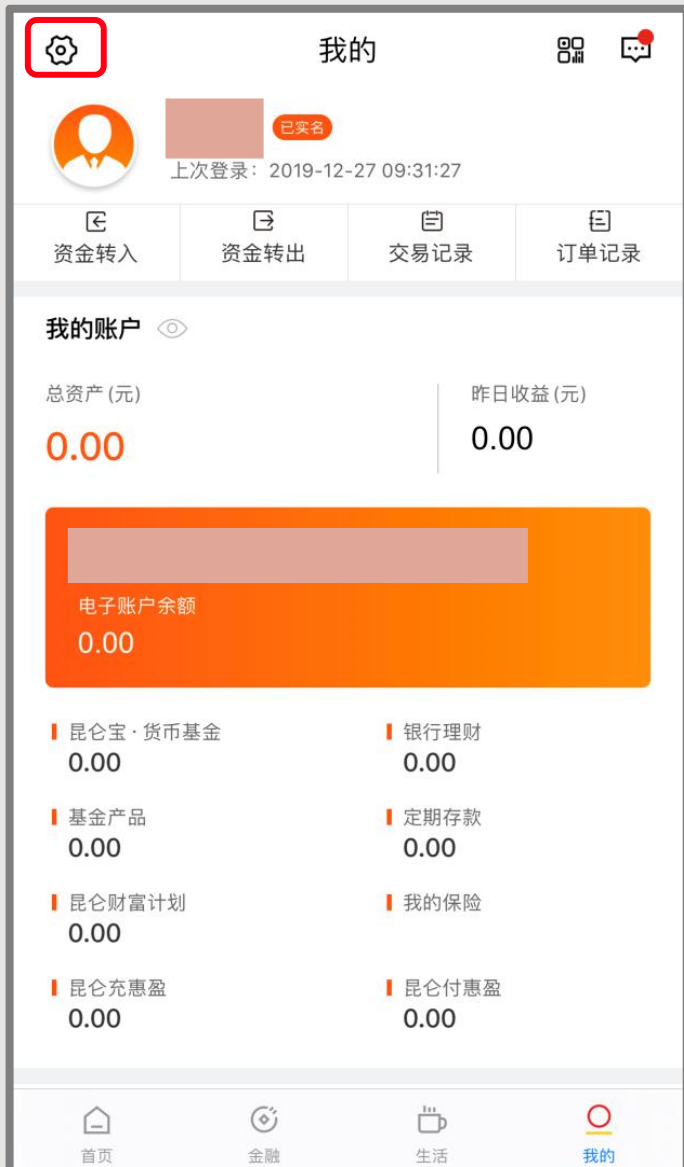 我的
已实名
上次登录：2019-12-27 09:31:27
资金转入 资金转出 交易记录 订单记录
我的账户
总资产(元) 昨日收益(元)
0.00 0.00
电子账户余额
0.00
昆仑宝·货币基金 银行理财
0.00 0.00
基金产品 定期存款
0.00 0.00
昆仑财富计划 我的保险
0.00
昆仑充惠盈 昆仑付惠盈
0.00 0.00
首页 金融 生活 我的